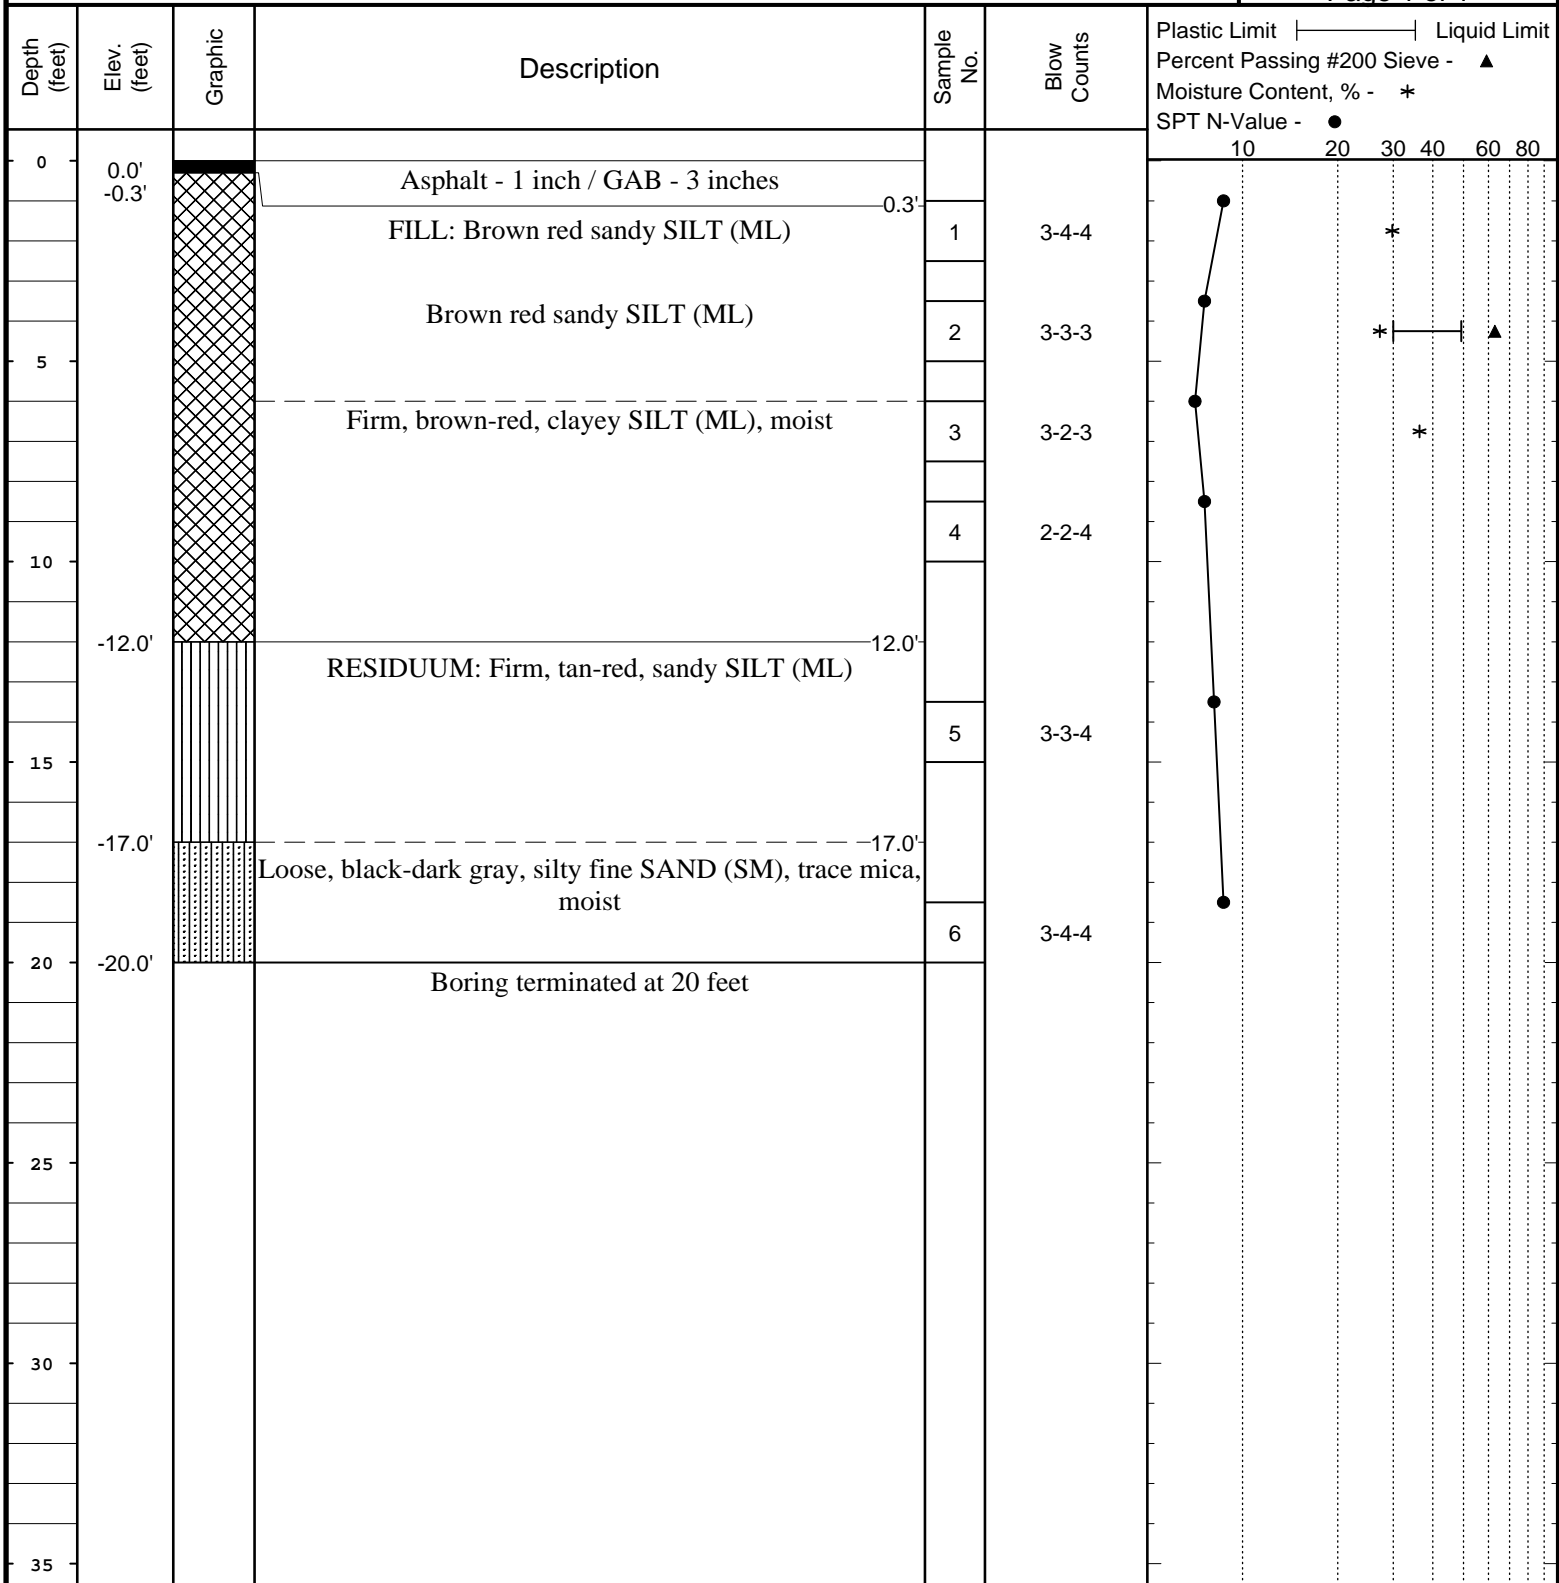 Page 1 of 1
Depth (feet)
Elev. (feet)
Graphic
Description
Sample No.
Blow Counts
Plastic Limit Liquid Limit
Percent Passing #200 Sieve - ▲
Moisture Content, % - *
SPT N-Value - ●
10 20 30 40 60 80
0
0.0'
-0.3'
Asphalt - 1 inch / GAB - 3 inches
0.3'
FILL: Brown red sandy SILT (ML)
1
3-4-4
Brown red sandy SILT (ML)
2
3-3-3
5
Firm, brown-red, clayey SILT (ML), moist
3
3-2-3
4
2-2-4
10
-12.0'
12.0'
RESIDUUM: Firm, tan-red, sandy SILT (ML)
5
3-3-4
15
-17.0'
17.0'
Loose, black-dark gray, silty fine SAND (SM), trace mica,
moist
6
3-4-4
20
-20.0'
Boring terminated at 20 feet
25
30
35